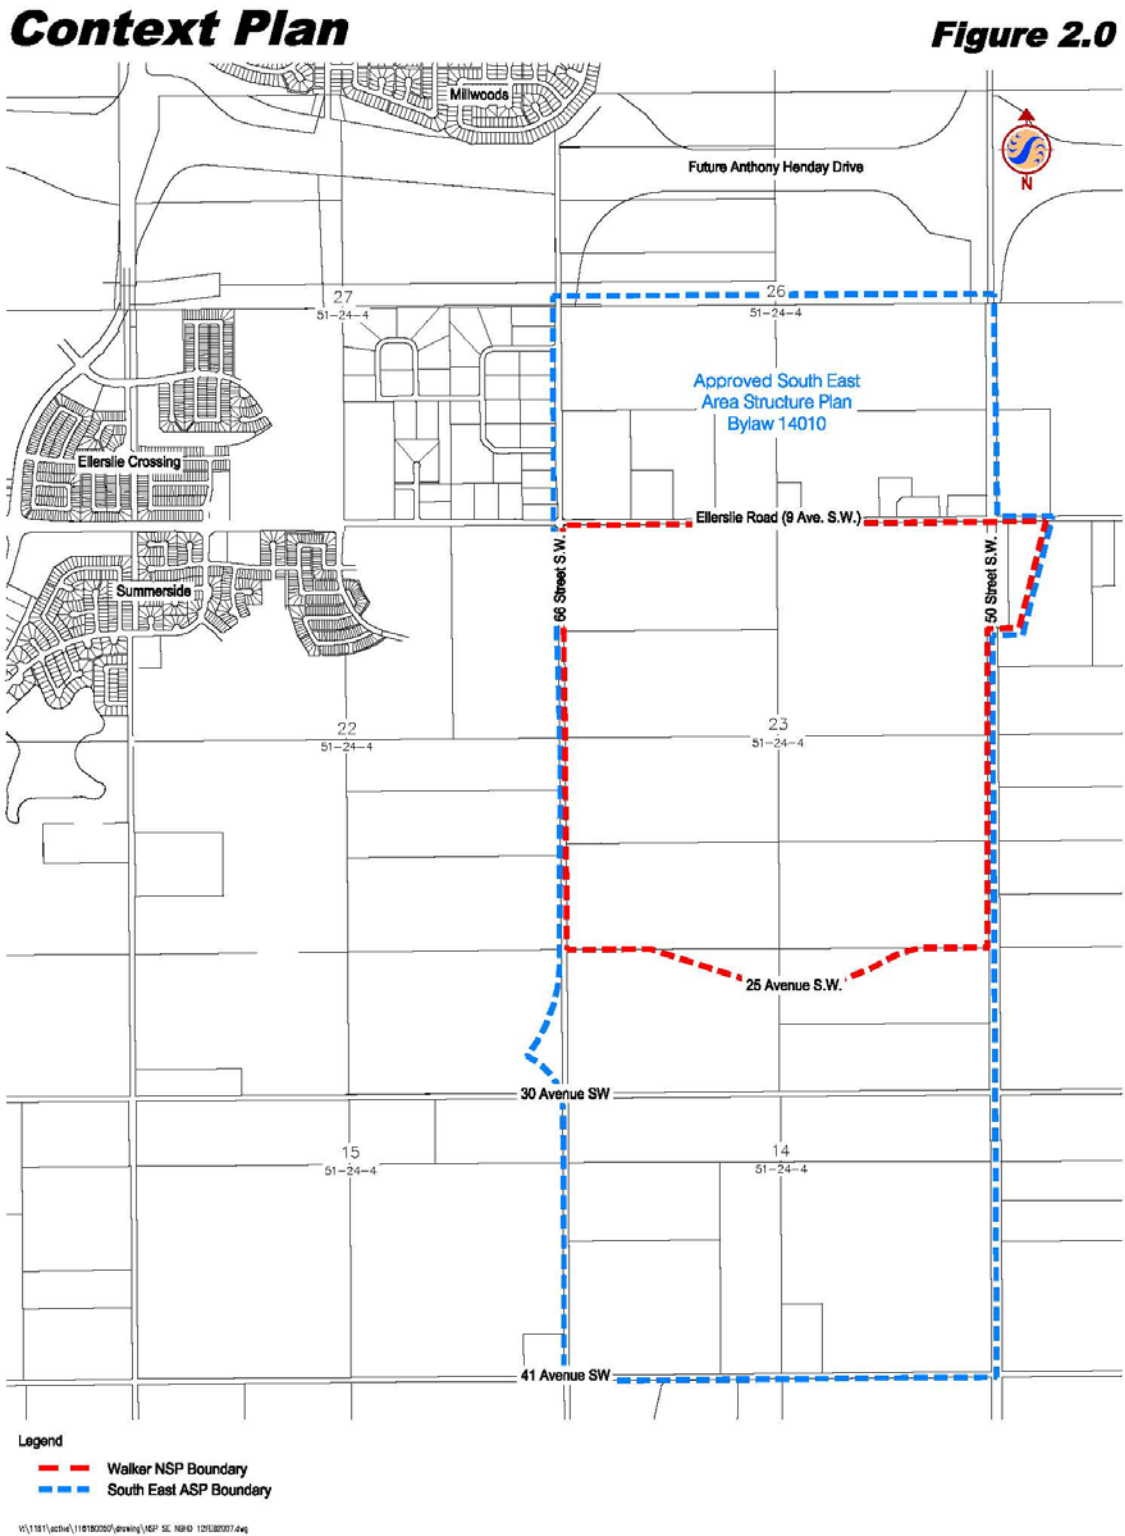 Context Plan
Figure 2.0
Millwoods
Future Anthony Henday Drive
N
27
51-24-4
26
51-24-4
Approved South East
Area Structure Plan
Bylaw 14010
Ellerslie Crossing
Ellerslie Road (9 Ave. S.W.)
66 Street S.W.
50 Street S.W.
Summerside
22
51-24-4
23
51-24-4
25 Avenue S.W.
30 Avenue SW
15
51-24-4
14
51-24-4
41 Avenue SW
Legend
Walker NSP Boundary
South East ASP Boundary